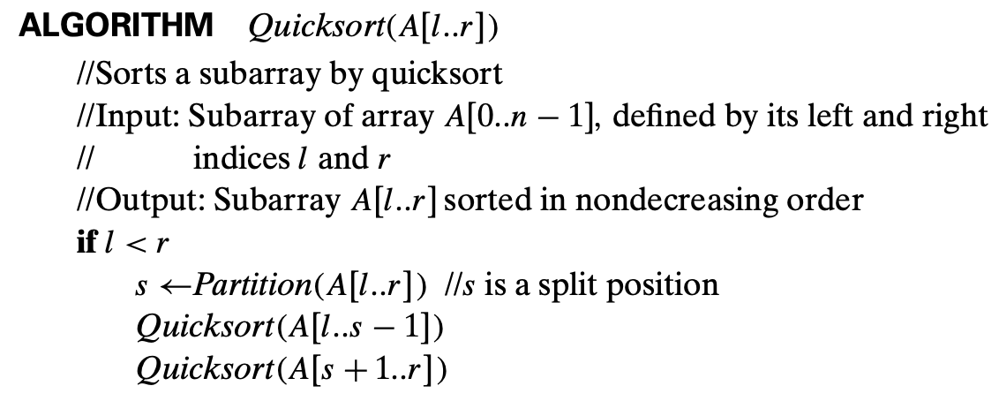 ALGORITHM Quicksort(A[l..r])
//Sorts a subarray by quicksort
//Input: Subarray of array A[0..n − 1], defined by its left and right
// indices l and r
//Output: Subarray A[l..r] sorted in nondecreasing order
if l < r
s ←Partition(A[l..r]) //s is a split position
Quicksort(A[l..s − 1])
Quicksort(A[s + 1..r])